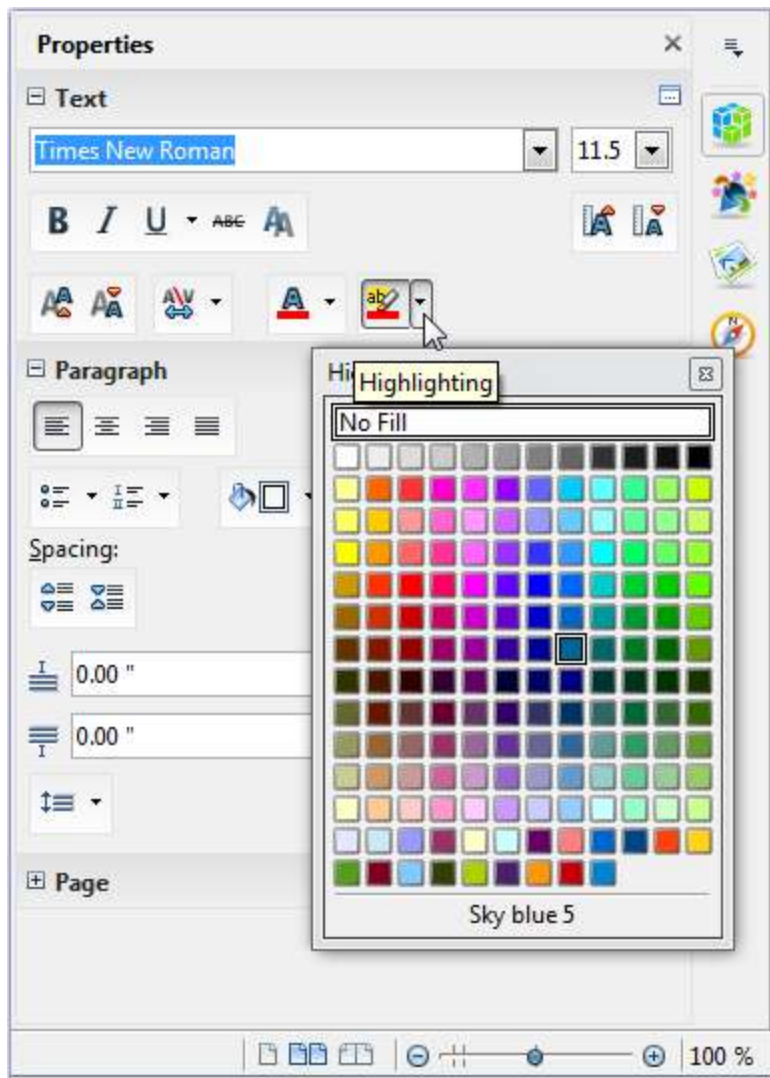 Properties
Text
Times New Roman
11.5
B I U ABC
Paragraph
Hi
Highlighting
No Fill
Spacing:
0.00 "
0.00 "
Page
Sky blue 5
100 %